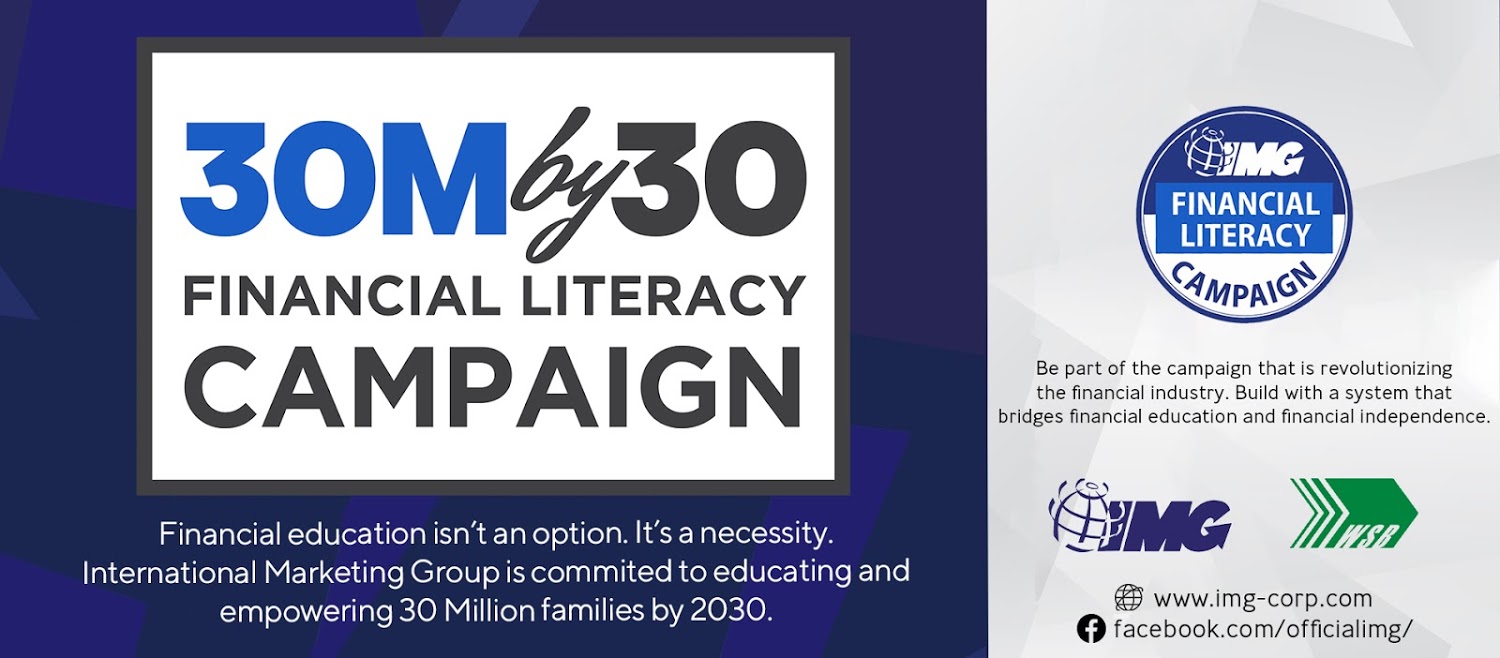 30M by 30
FINANCIAL LITERACY
CAMPAIGN
Financial education isn't an option. It's a necessity.
International Marketing Group is commited to educating and
empowering 30 Million families by 2030.
IMG
FINANCIAL
LITERACY
CAMPAIGN
Be part of the campaign that is revolutionizing
the financial industry. Build with a system that
bridges financial education and financial independence.
IMG
WSB
www.img-corp.com
facebook.com/officialimg/